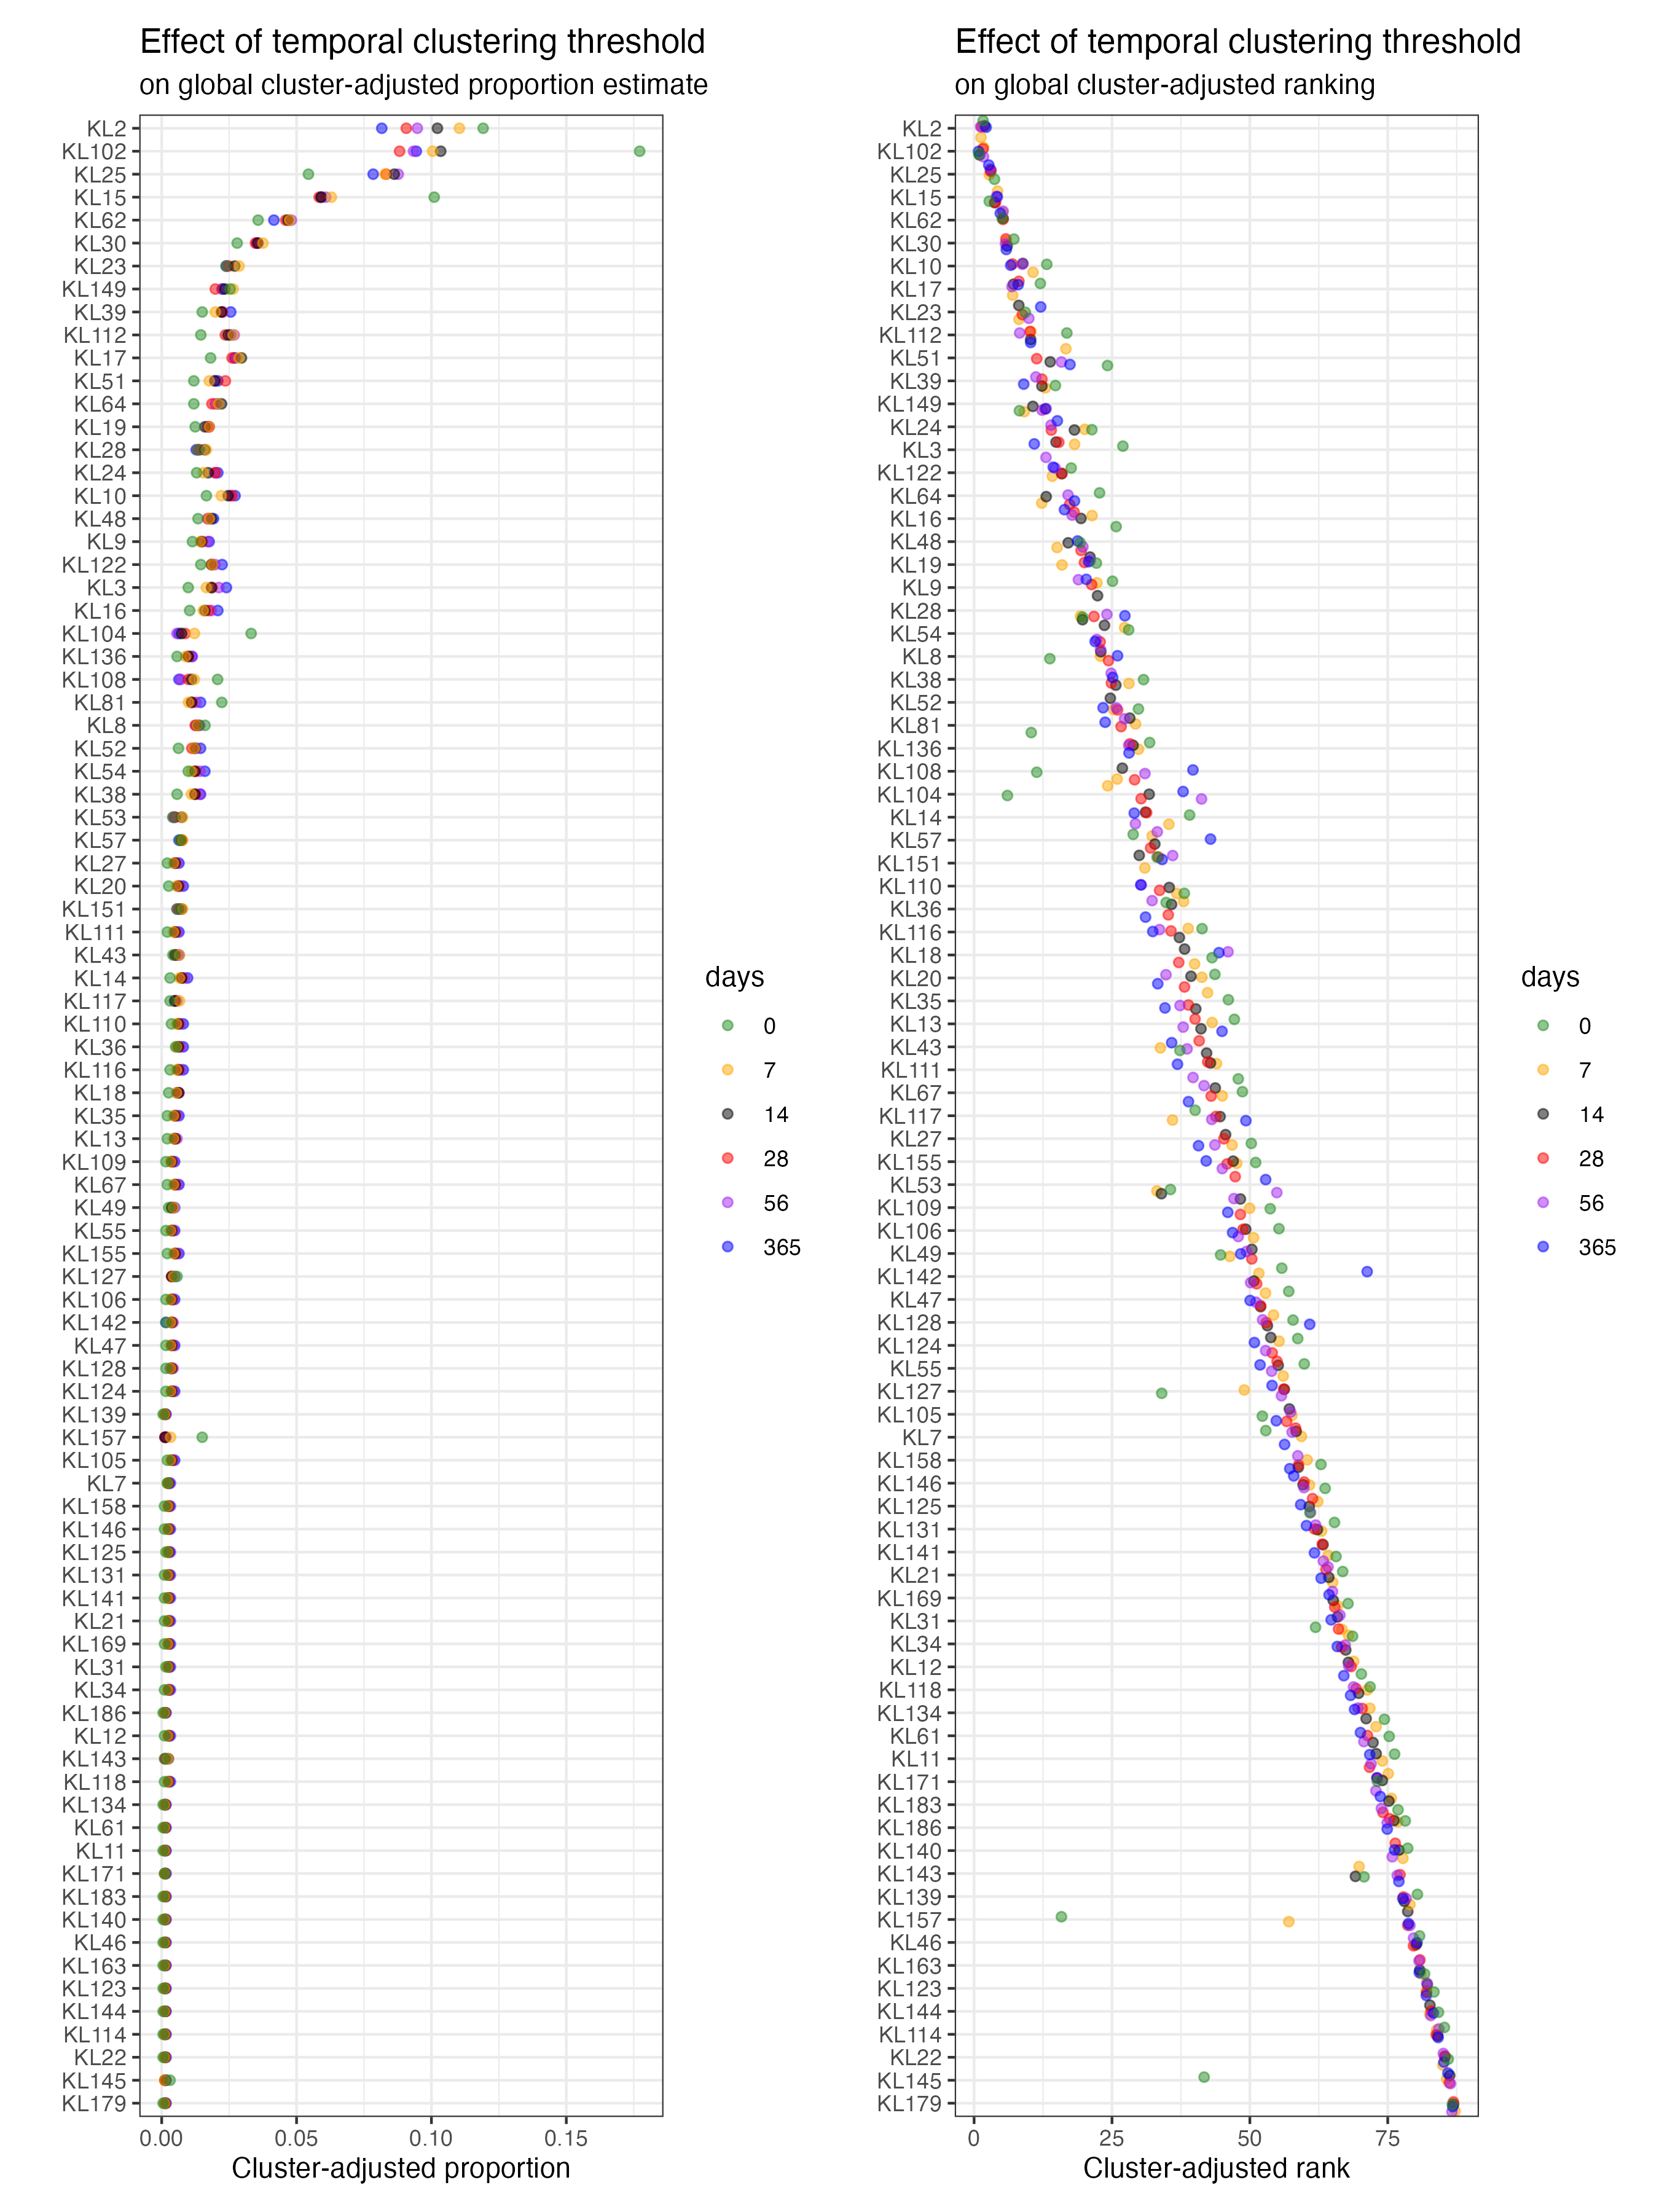 Effect of temporal clustering threshold
on global cluster-adjusted proportion estimate
KL2
KL102
KL25
KL15
KL62
KL30
KL23
KL149
KL39
KL112
KL17
KL51
KL64
KL19
KL28
KL24
KL10
KL48
KL9
KL122
KL3
KL16
KL104
KL136
KL108
KL81
KL8
KL52
KL54
KL38
KL53
KL57
KL27
KL20
KL151
KL111
KL43
KL14
KL117
KL110
KL36
KL116
KL18
KL35
KL13
KL109
KL67
KL49
KL55
KL155
KL127
KL106
KL142
KL47
KL128
KL124
KL139
KL157
KL105
KL7
KL158
KL146
KL125
KL131
KL141
KL21
KL169
KL31
KL34
KL186
KL12
KL143
KL118
KL134
KL61
KL11
KL171
KL183
KL140
KL46
KL163
KL123
KL144
KL114
KL22
KL145
KL179
0.00 0.05 0.10 0.15
Cluster-adjusted proportion
days
0
7
14
28
56
365
Effect of temporal clustering threshold
on global cluster-adjusted ranking
KL2
KL102
KL25
KL15
KL62
KL30
KL10
KL17
KL23
KL112
KL51
KL39
KL149
KL24
KL3
KL122
KL64
KL16
KL48
KL19
KL9
KL28
KL54
KL8
KL38
KL52
KL81
KL136
KL108
KL104
KL14
KL57
KL151
KL110
KL36
KL116
KL18
KL20
KL35
KL13
KL43
KL111
KL67
KL117
KL27
KL155
KL53
KL109
KL106
KL49
KL142
KL47
KL128
KL124
KL55
KL127
KL105
KL7
KL158
KL146
KL125
KL131
KL141
KL21
KL169
KL31
KL34
KL12
KL118
KL134
KL61
KL11
KL171
KL183
KL186
KL140
KL143
KL139
KL157
KL46
KL163
KL123
KL144
KL114
KL22
KL145
KL179
0 25 50 75
Cluster-adjusted rank
days
0
7
14
28
56
365